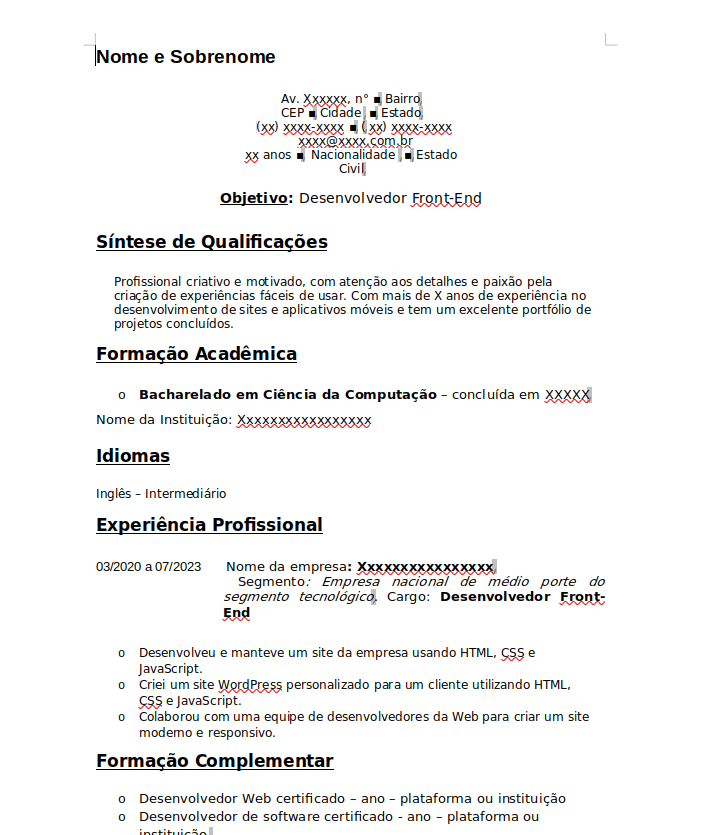 Nome e Sobrenome
Av. Xxxxxx, n° ▪ Bairro
CEP ▪ Cidade ▪ Estado
(xx) xxxx-xxxx ▪ (xx) xxxx-xxxx
xxxx@xxxx.com.br
xx anos ▪ Nacionalidade ▪ Estado
Civil
Objetivo: Desenvolvedor Front-End
Síntese de Qualificações
Profissional criativo e motivado, com atenção aos detalhes e paixão pela
criação de experiências fáceis de usar. Com mais de X anos de experiência no
desenvolvimento de sites e aplicativos móveis e tem um excelente portfólio de
projetos concluídos.
Formação Acadêmica
o Bacharelado em Ciência da Computação – concluída em XXXXX
Nome da Instituição: Xxxxxxxxxxxxxxxxx
Idiomas
Inglês – Intermediário
Experiência Profissional
03/2020 a 07/2023 Nome da empresa: Xxxxxxxxxxxxxxxx
Segmento: Empresa nacional de médio porte do
segmento tecnológico. Cargo: Desenvolvedor Front-
End
o Desenvolveu e manteve um site da empresa usando HTML, CSS e
JavaScript.
o Criei um site WordPress personalizado para um cliente utilizando HTML,
CSS e JavaScript.
o Colaborou com uma equipe de desenvolvedores da Web para criar um site
moderno e responsivo.
Formação Complementar
o Desenvolvedor Web certificado – ano – plataforma ou instituição
o Desenvolvedor de software certificado - ano – plataforma ou
instituição